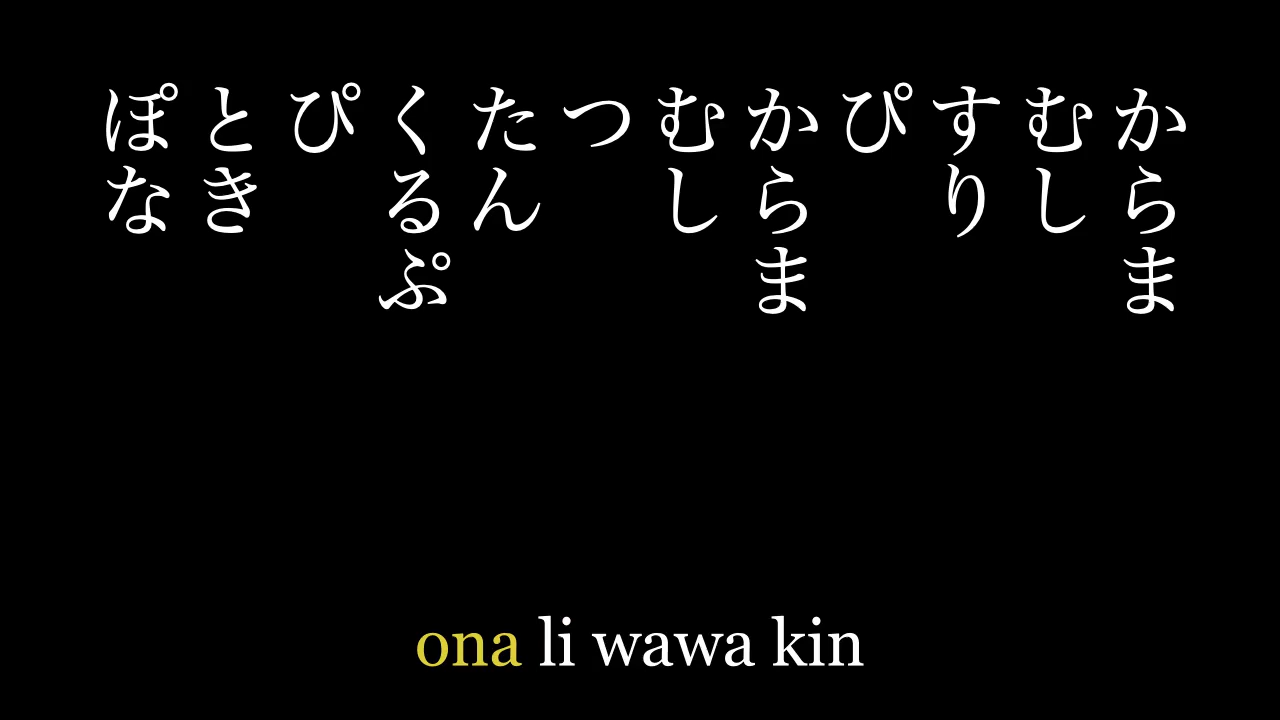 からま
むし
すり
ぴ
からま
むし
つ
たん
くるぷ
ぴ
とき
ぽな
ona li wawa kin